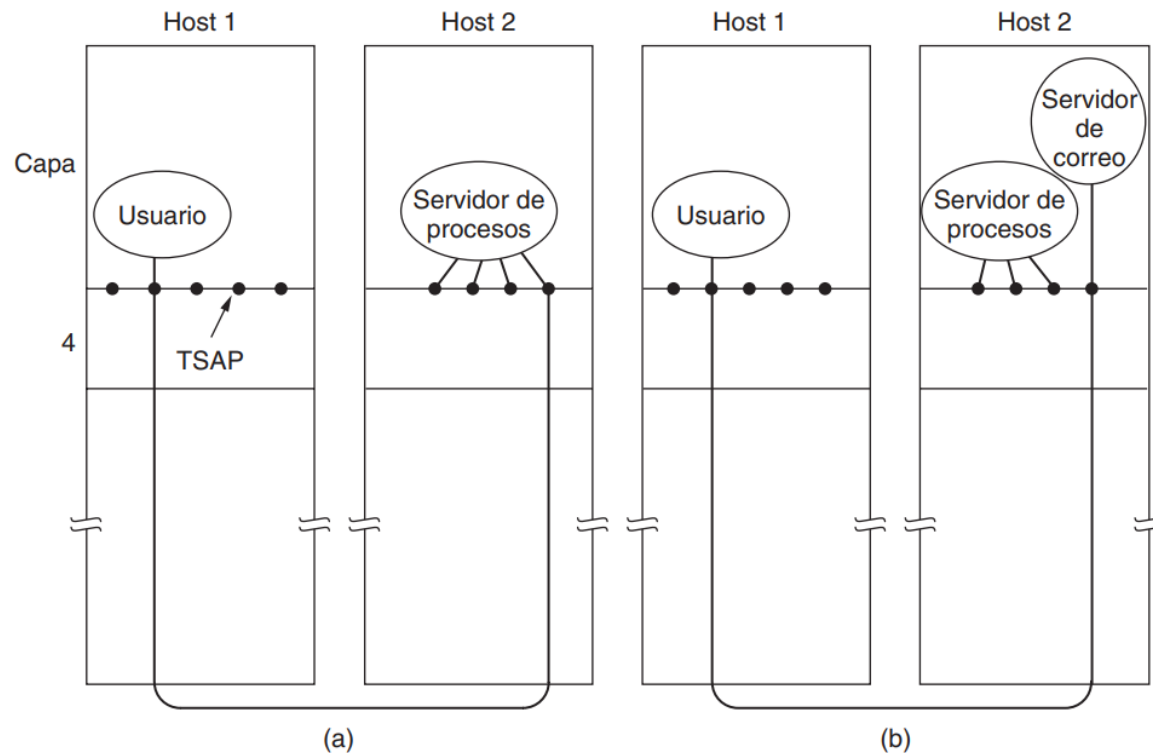 Host 1
Host 2
Host 1
Host 2
Capa
4
Usuario
TSAP
Servidor de
procesos
Usuario
Servidor
de
correo
Servidor de
procesos
(a)
(b)